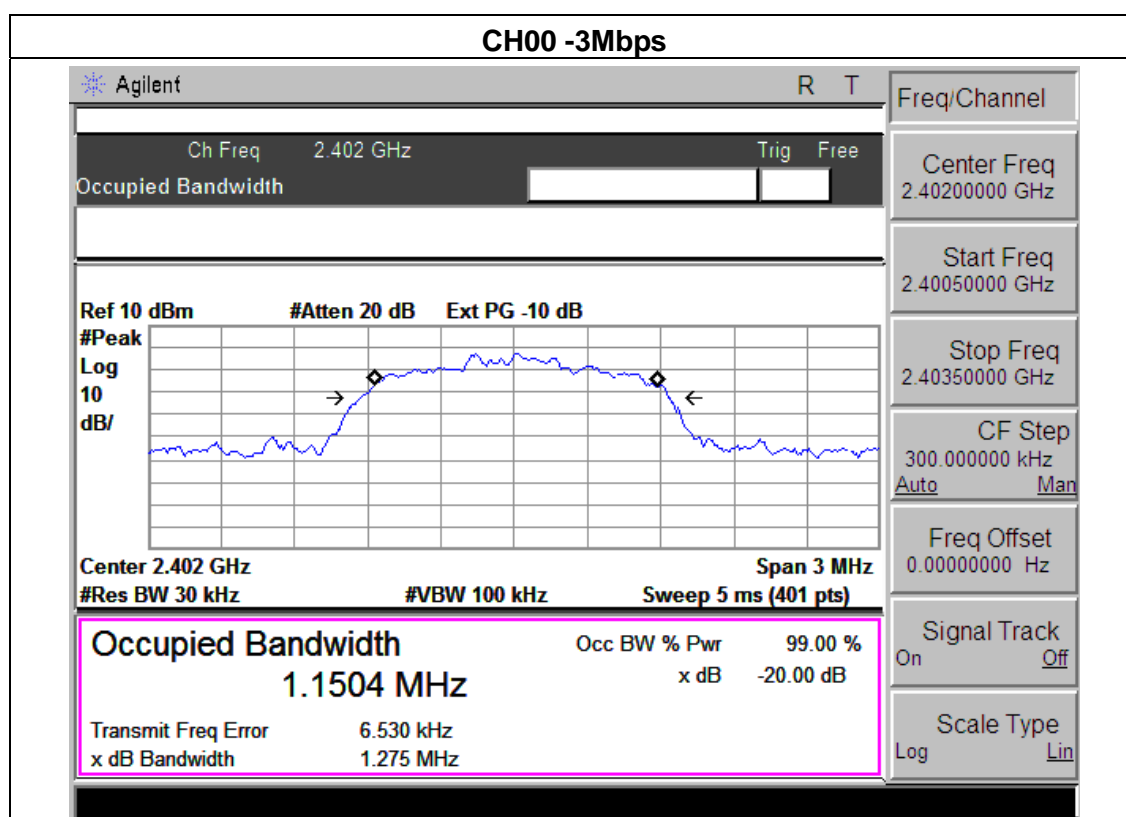 CH00 -3Mbps
Agilent R T
Ch Freq 2.402 GHz Trig Free
Occupied Bandwidth
Ref 10 dBm #Atten 20 dB Ext PG -10 dB
#Peak
Log
10
dB/
Center 2.402 GHz Span 3 MHz
#Res BW 30 kHz #VBW 100 kHz Sweep 5 ms (401 pts)
Occupied Bandwidth Occ BW % Pwr 99.00 %
1.1504 MHz x dB -20.00 dB
Transmit Freq Error 6.530 kHz
x dB Bandwidth 1.275 MHz
Freq/Channel
Center Freq
2.40200000 GHz
Start Freq
2.40050000 GHz
Stop Freq
2.40350000 GHz
CF Step
300.000000 kHz
Auto Man
Freq Offset
0.00000000 Hz
Signal Track
On Off
Scale Type
Log Lin